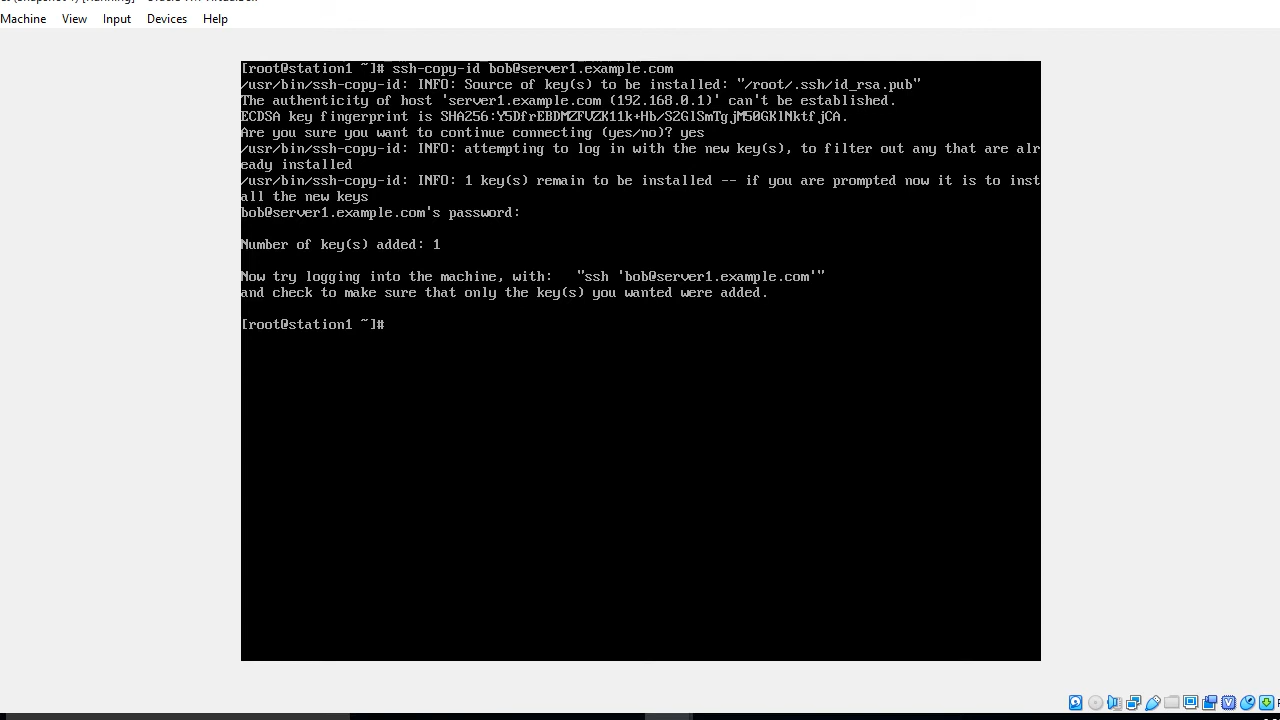 Machine View Input Devices Help
[root@station1 ~]# ssh-copy-id bob@server1.example.com
/usr/bin/ssh-copy-id: INFO: Source of key(s) to be installed: "/root/.ssh/id_rsa.pub"
The authenticity of host 'server1.example.com (192.168.0.1)' can't be established.
ECDSA key fingerprint is SHA256:Y5DfrEBDMZFVZK11k+Hb/S2GlSmTgjM50GKlNktfjCA.
Are you sure you want to continue connecting (yes/no)? yes
/usr/bin/ssh-copy-id: INFO: attempting to log in with the new key(s), to filter out any that are alr
eady installed
/usr/bin/ssh-copy-id: INFO: 1 key(s) remain to be installed -- if you are prompted now it is to inst
all the new keys
bob@server1.example.com's password:
Number of key(s) added: 1
Now try logging into the machine, with:   "ssh 'bob@server1.example.com'"
and check to make sure that only the key(s) you wanted were added.
[root@station1 ~]#